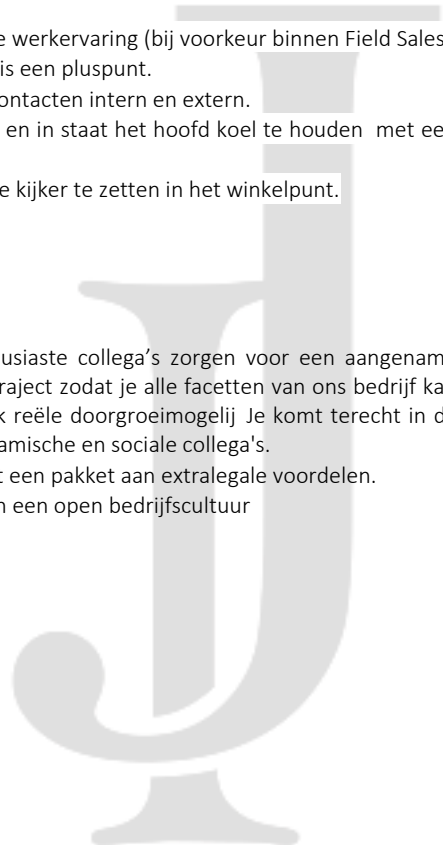 e werkervaring (bij voorkeur binnen Field Sales
is een pluspunt.
ontacten intern en extern.
en in staat het hoofd koel te houden met ee
e kijker te zetten in het winkelpunt.
usiaste collega’s zorgen voor een aangenam
raject zodat je alle facetten van ons bedrijf ka
k reële doorgroeimogelij Je komt terecht in d
amische en sociale collega's.
t een pakket aan extralegale voordelen.
n een open bedrijfscultuur